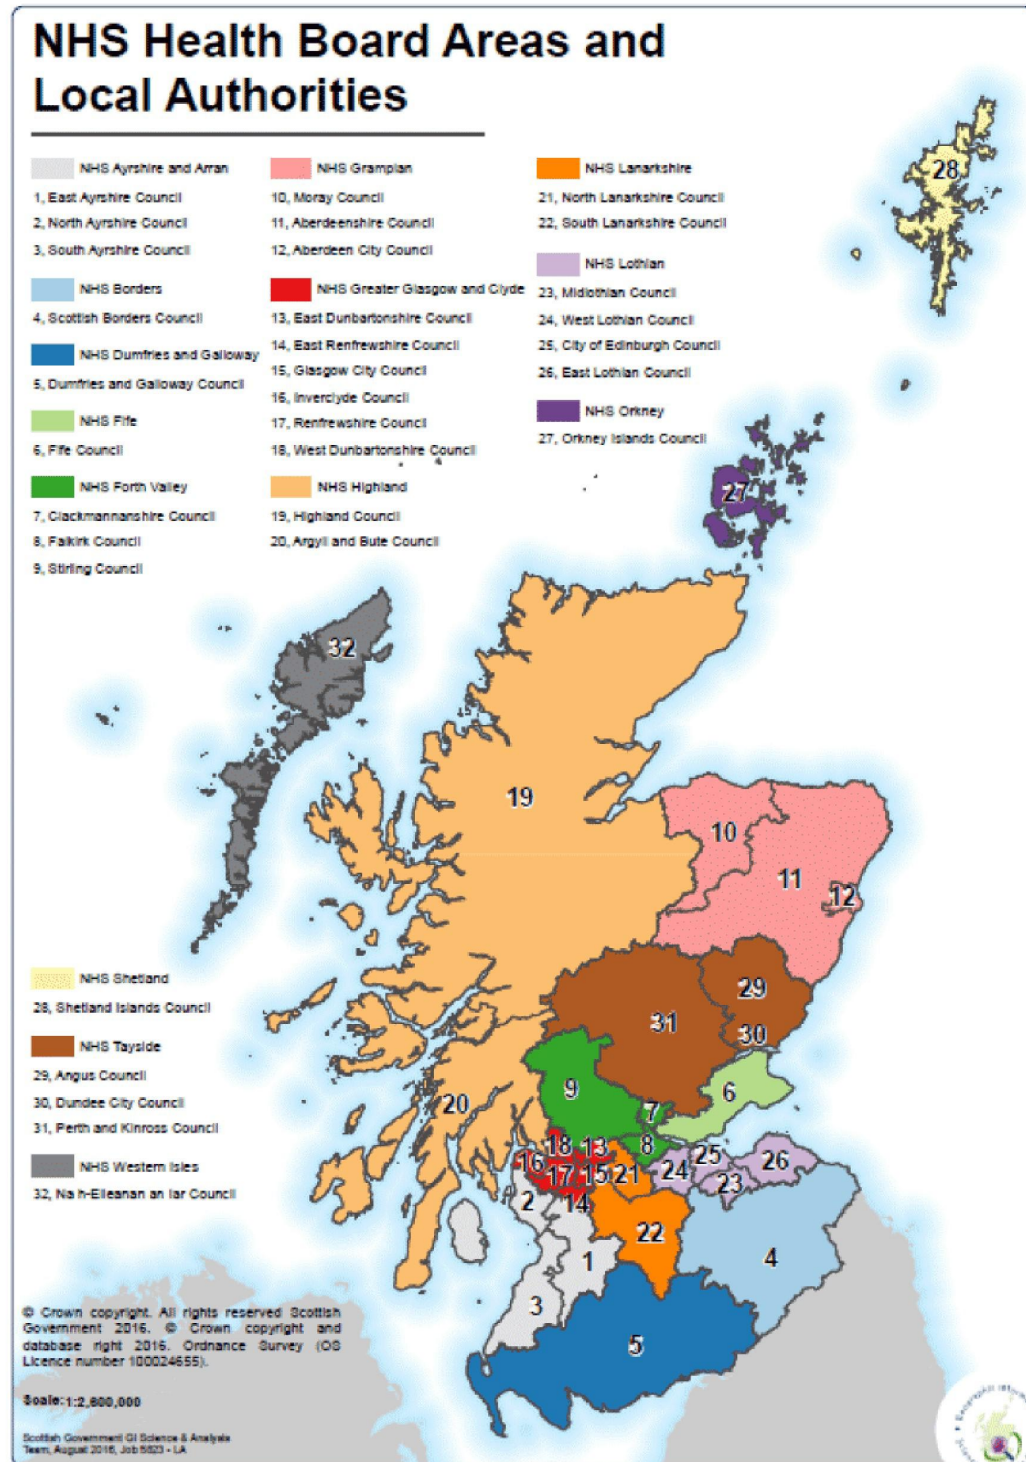 NHS Health Board Areas and
Local Authorities
NHS Ayrshire and Arran
1, East Ayrshire Council
2, North Ayrshire Council
3, South Ayrshire Council
NHS Borders
4, Scottish Borders Council
NHS Dumfries and Galloway
5, Dumfries and Galloway Council
NHS Fife
6, Fife Council
NHS Forth Valley
7, Clackmannanshire Council
8, Falkirk Council
9, Stirling Council
NHS Grampian
10, Moray Council
11, Aberdeenshire Council
12, Aberdeen City Council
NHS Greater Glasgow and Clyde
13, East Dunbartonshire Council
14, East Renfrewshire Council
15, Glasgow City Council
16, Inverclyde Council
17, Renfrewshire Council
18, West Dunbartonshire Council
NHS Highland
19, Highland Council
20, Argyll and Bute Council
NHS Lanarkshire
21, North Lanarkshire Council
22, South Lanarkshire Council
NHS Lothian
23, Midlothian Council
24, West Lothian Council
25, City of Edinburgh Council
26, East Lothian Council
NHS Orkney
27, Orkney Islands Council
28
27
32
19
10
11
12
29
31
30
9
6
7
20
18
13
8
25
26
16
17
15
21
24
23
2
14
22
1
4
3
5
NHS Shetland
28, Shetland Islands Council
NHS Tayside
29, Angus Council
30, Dundee City Council
31, Perth and Kinross Council
NHS Western Isles
32, Na h-Eileanan an Iar Council
© Crown copyright. All rights reserved Scottish
Government 2016. © Crown copyright and
database right 2016. Ordnance Survey (OS
Licence number 100024655).
Scale:1:2,600,000
Scottish Government GI Science & Analysis
Team, August 2016, Job 5823 - LA